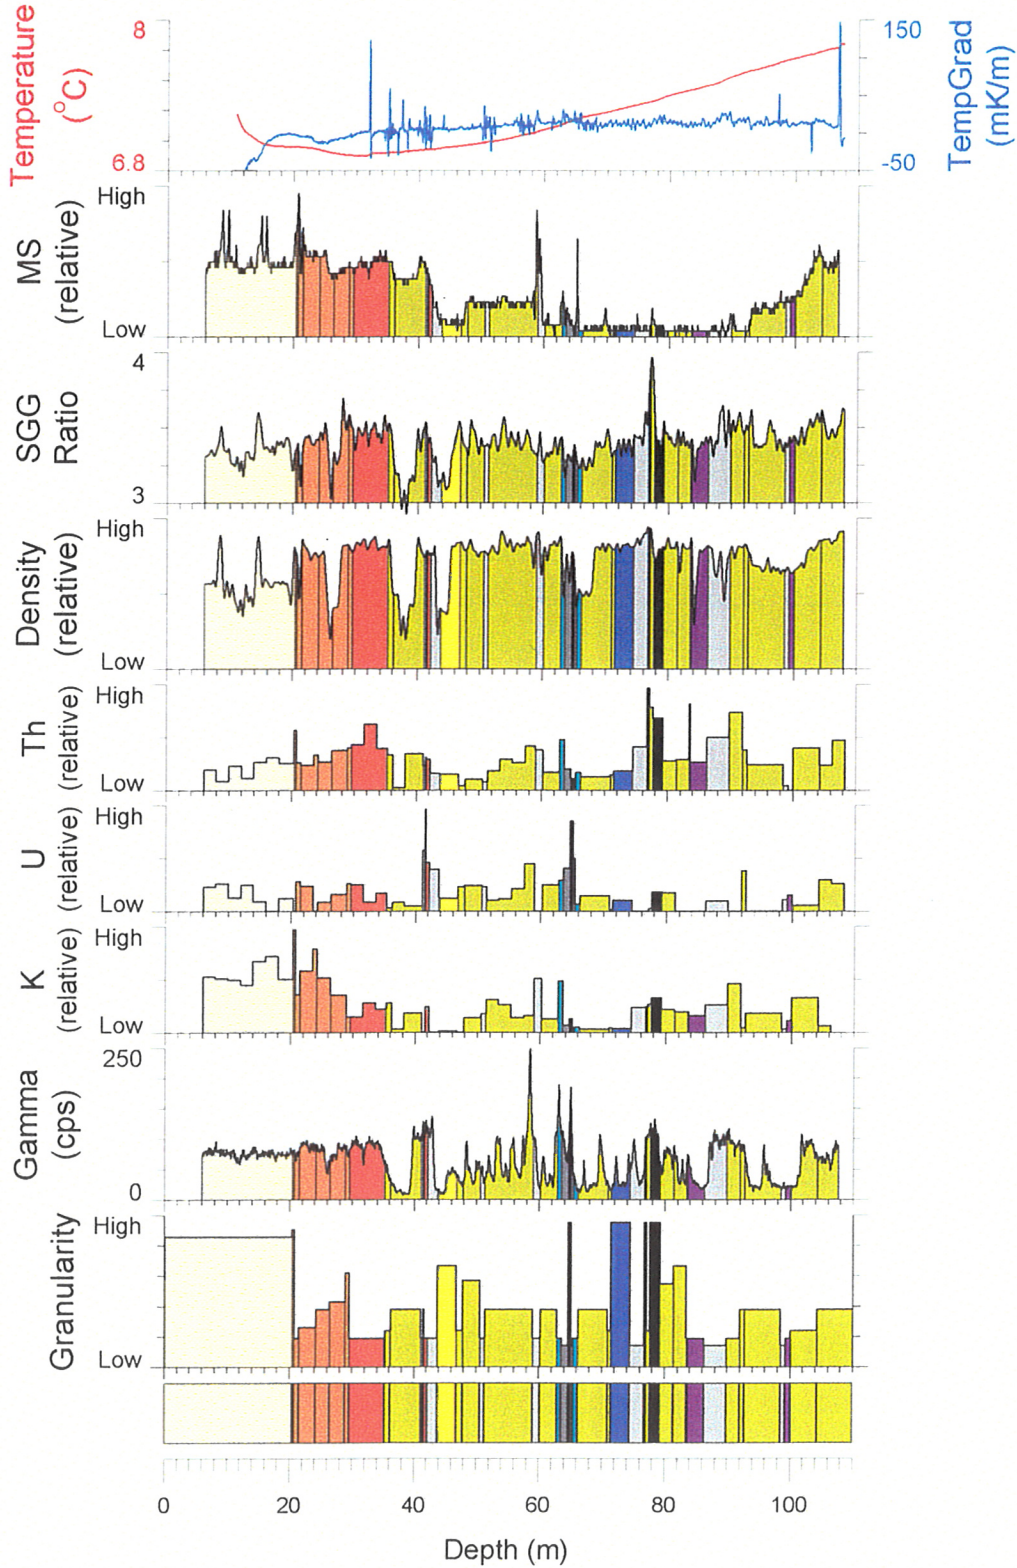 Temperature
(°C)
8
6.8
150
-50
TempGrad
(mK/m)
MS
(relative)
High
Low
SGG
Ratio
4
3
Density
(relative)
High
Low
Th
(relative)
High
Low
U
(relative)
High
Low
K
(relative)
High
Low
Gamma
(cps)
250
0
Granularity
High
Low
0 20 40 60 80 100
Depth (m)